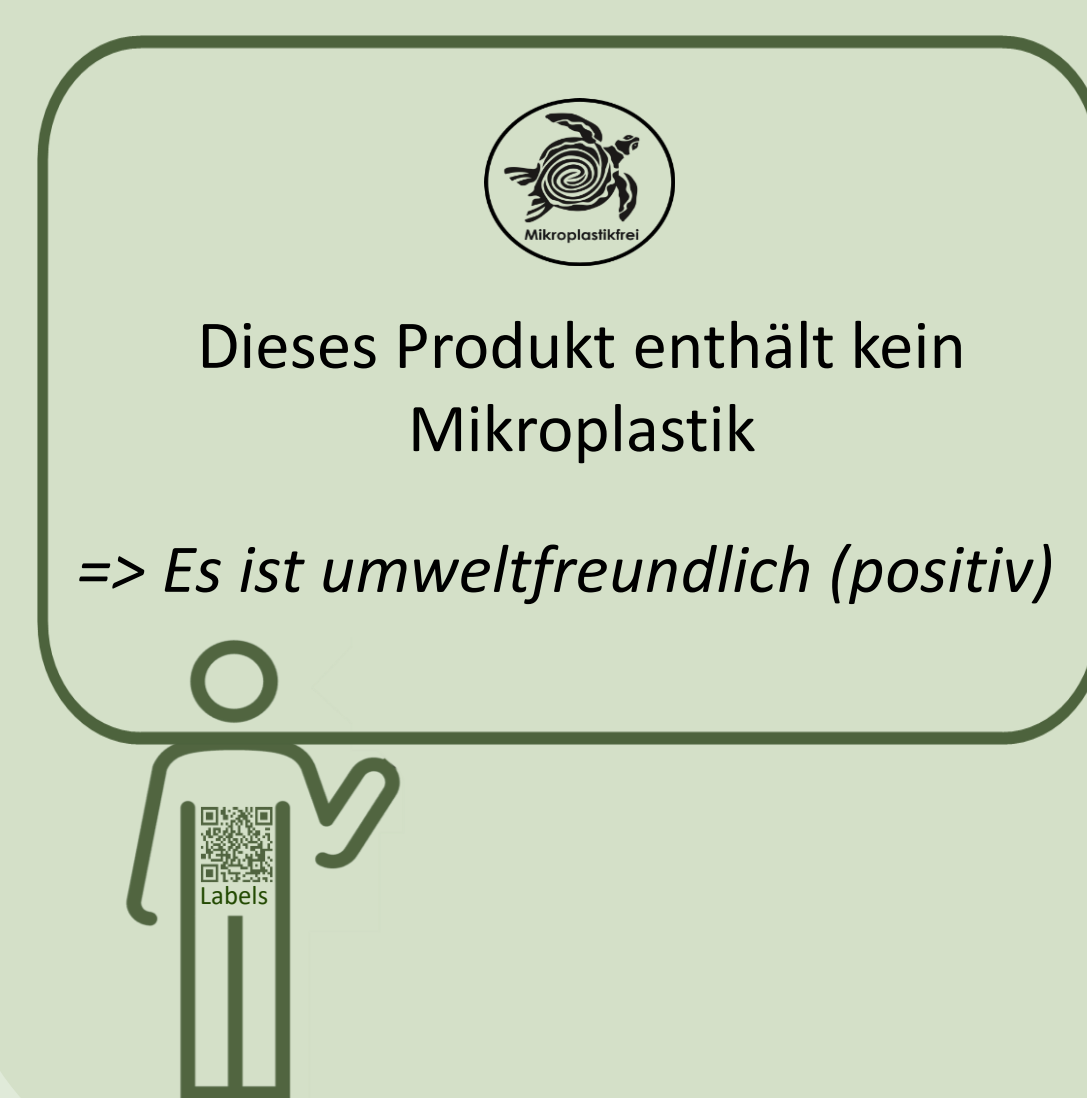 Mikroplastikfrei
Dieses Produkt enthält kein
Mikroplastik
=> Es ist umweltfreundlich (positiv)
Labels